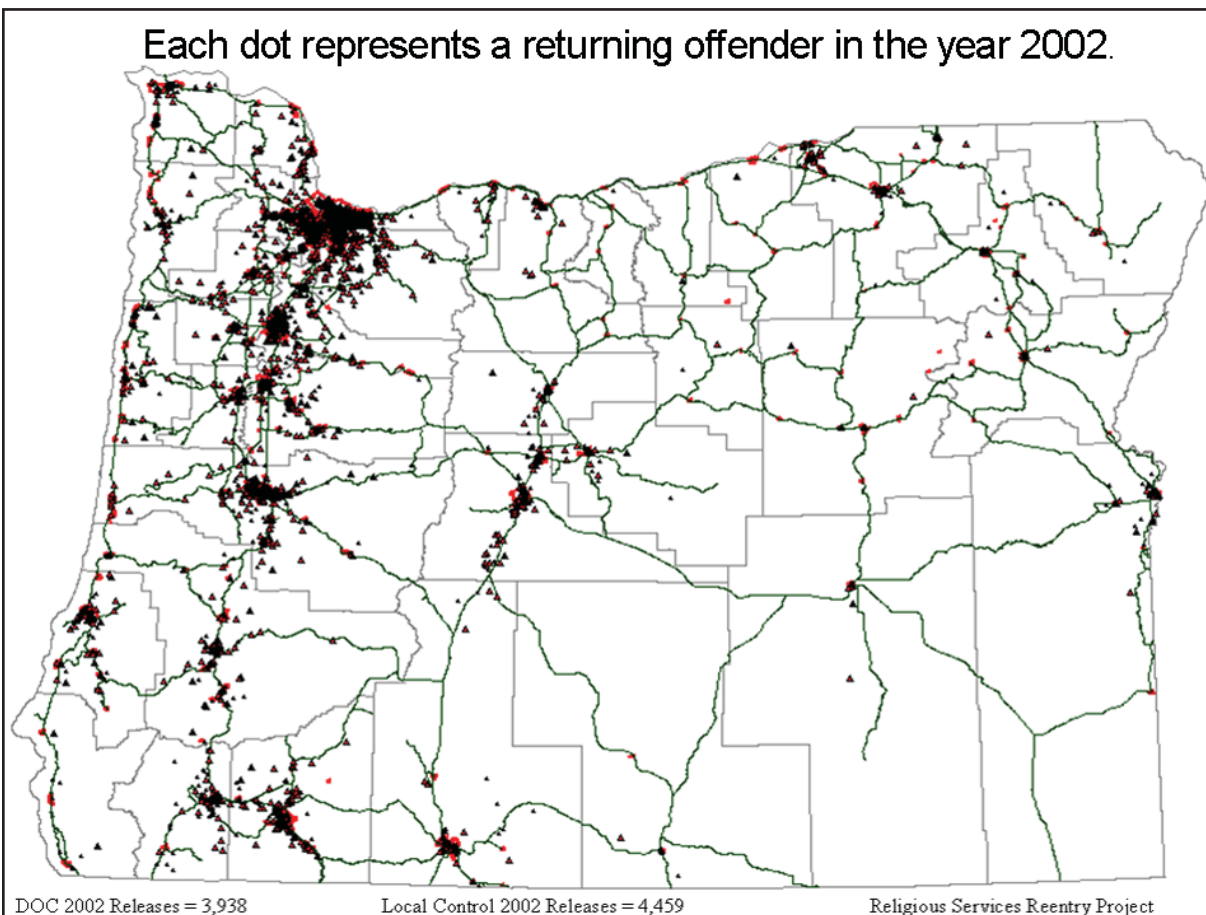 Each dot represents a returning offender in the year 2002.
DOC 2002 Releases = 3,938 Local Control 2002 Releases = 4,459 Religious Services Reentry Project